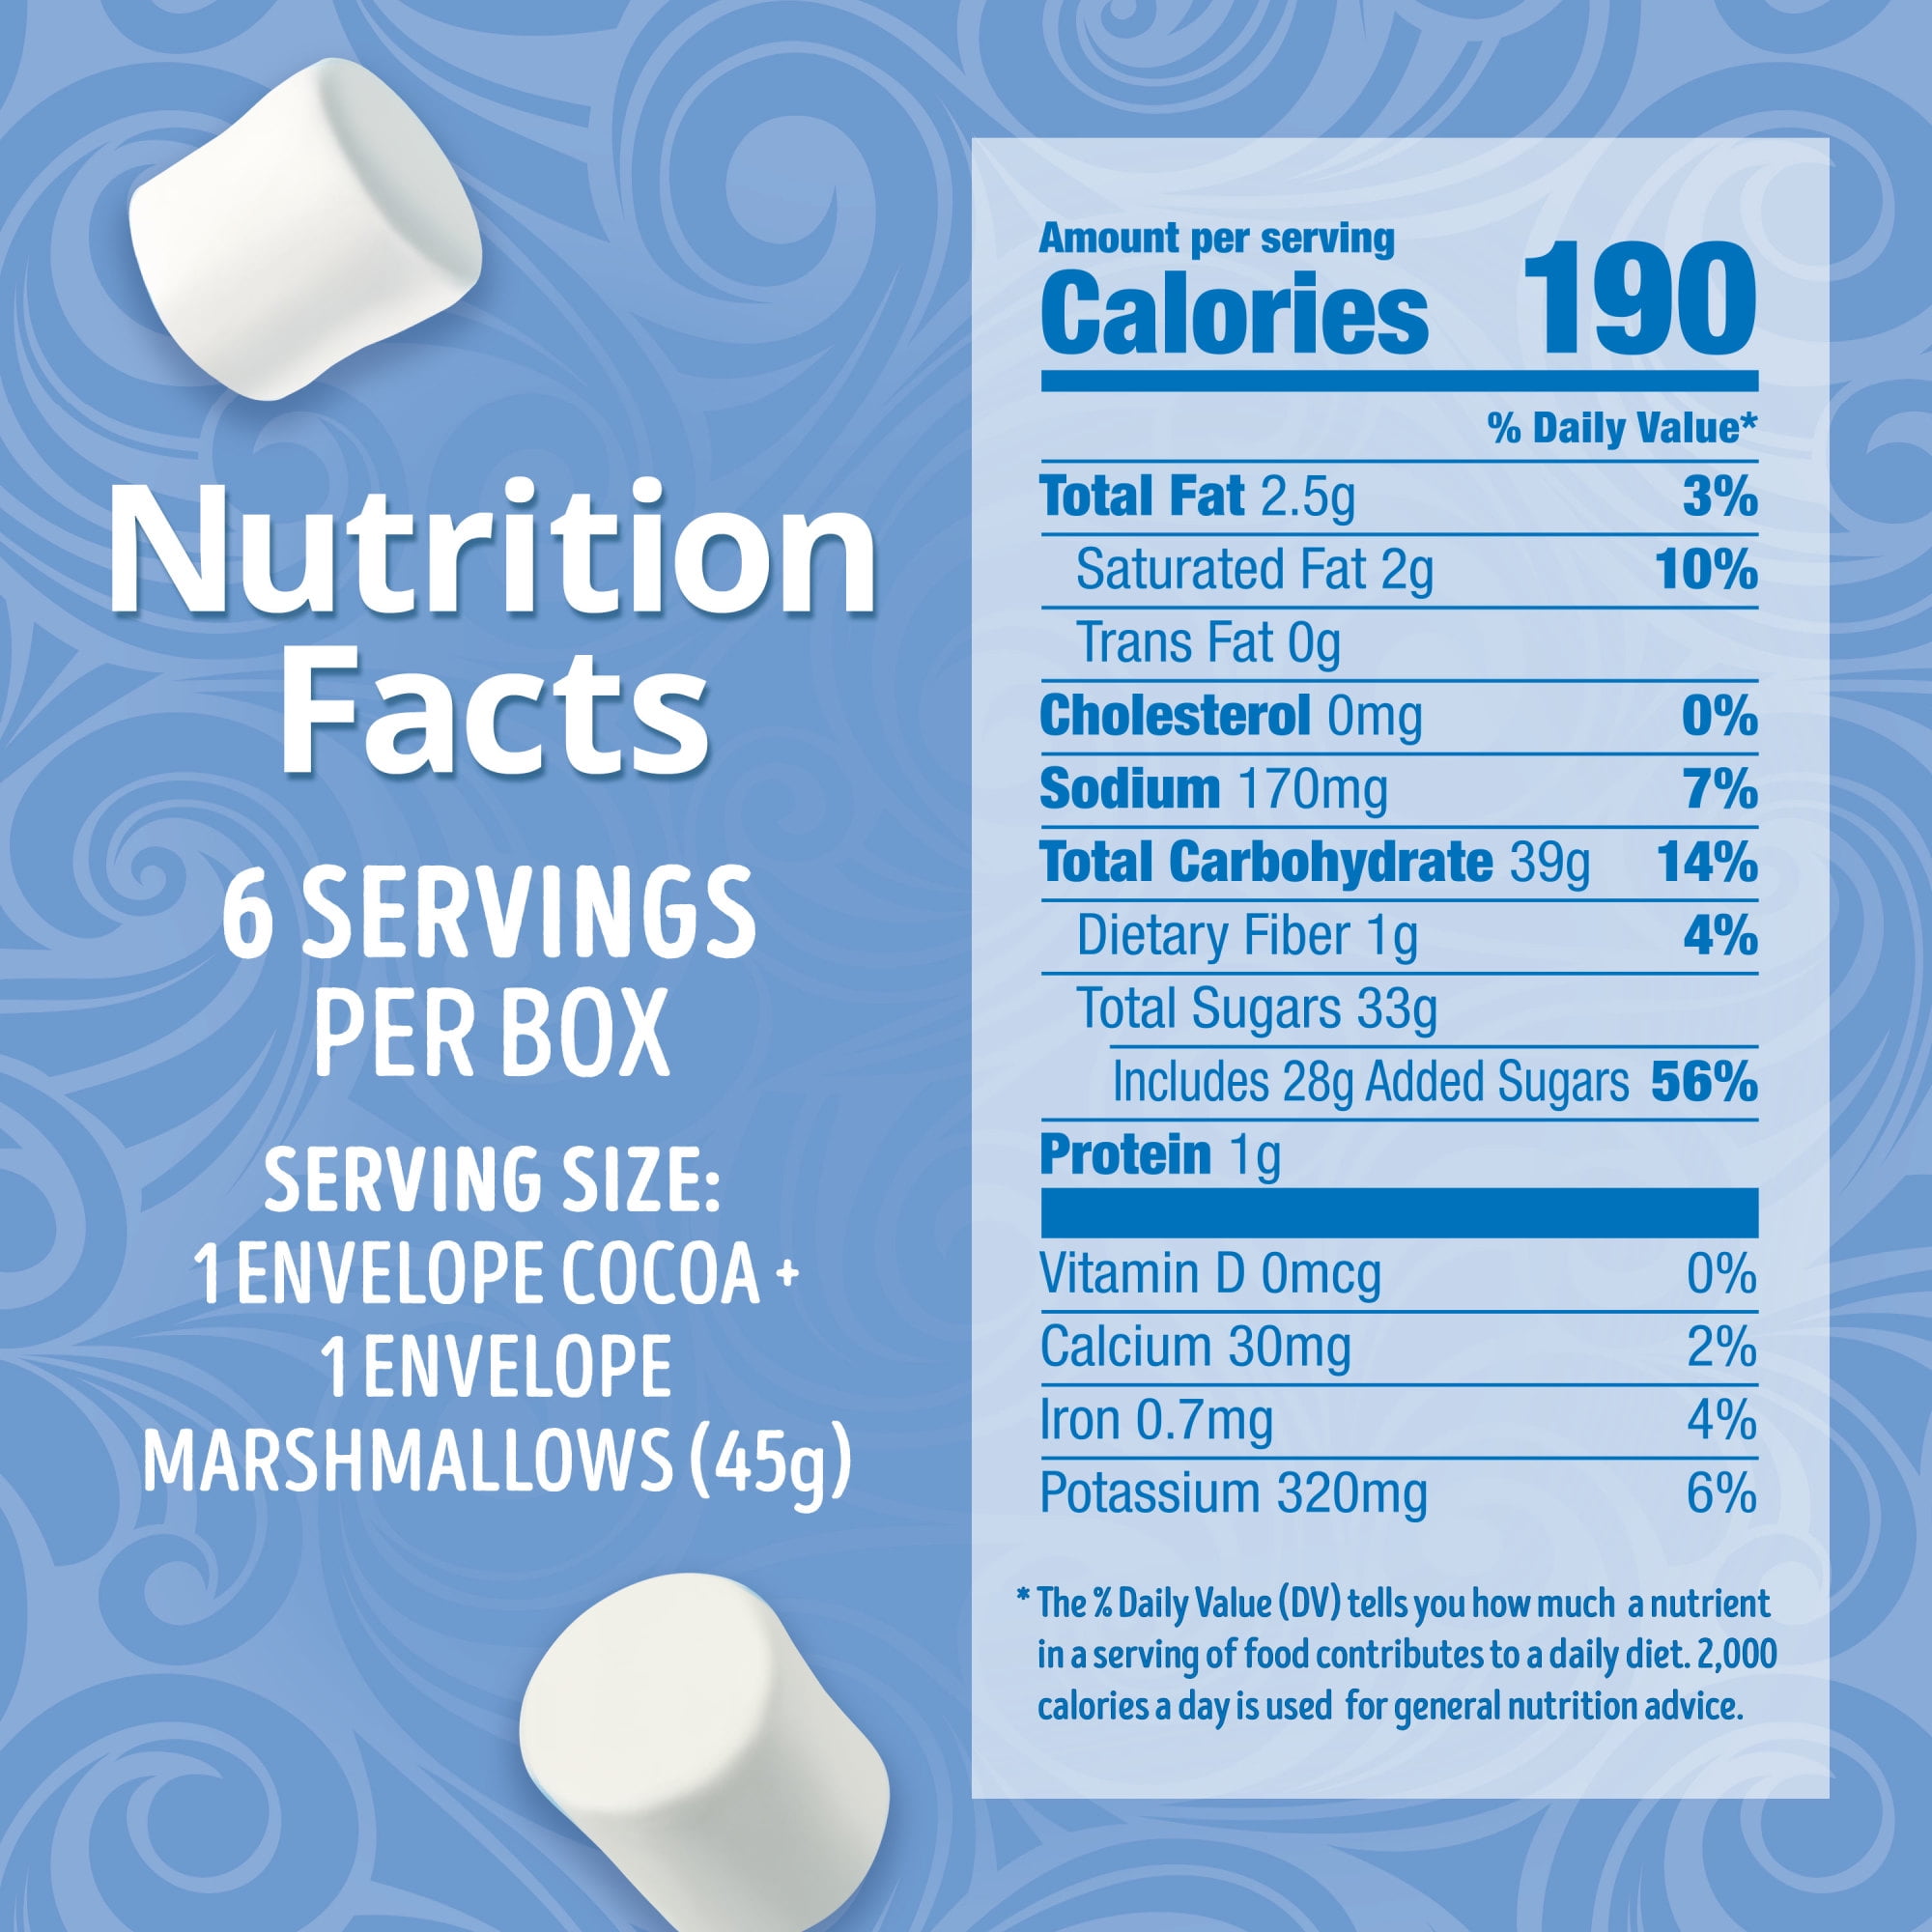 Nutrition
Facts
6 SERVINGS
PER BOX
SERVING SIZE:
1 ENVELOPE COCOA +
1 ENVELOPE
MARSHMALLOWS (45g)
Amount per serving
Calories 190
% Daily Value*
Total Fat 2.5g 3%
Saturated Fat 2g 10%
Trans Fat 0g
Cholesterol 0mg 0%
Sodium 170mg 7%
Total Carbohydrate 39g 14%
Dietary Fiber 1g 4%
Total Sugars 33g
Includes 28g Added Sugars 56%
Protein 1g
Vitamin D 0mcg 0%
Calcium 30mg 2%
Iron 0.7mg 4%
Potassium 320mg 6%
* The % Daily Value (DV) tells you how much a nutrient
in a serving of food contributes to a daily diet. 2,000
calories a day is used for general nutrition advice.